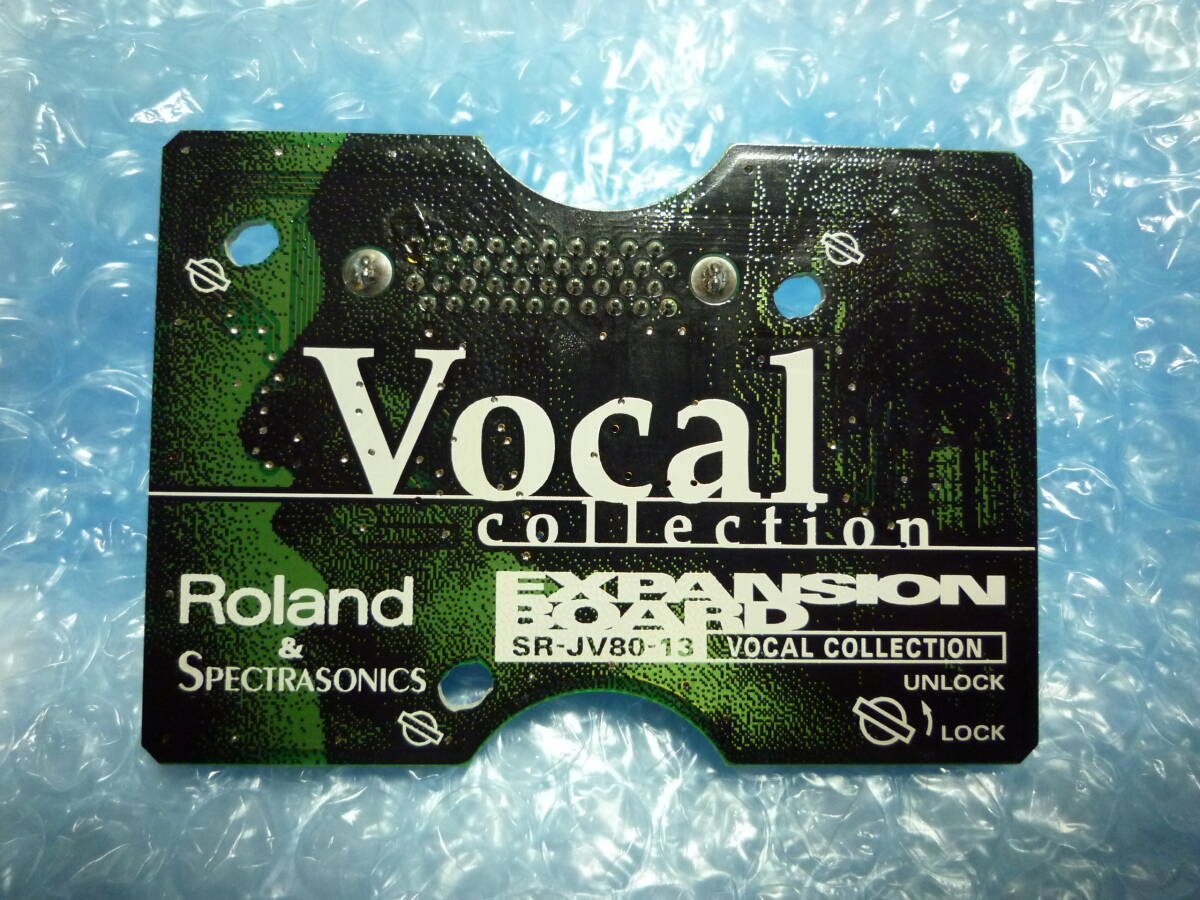 Vocal
collection
Roland
&
SPECTRASONICS
EXPANSION
BOARD
SR-JV80-13 VOCAL COLLECTION
UNLOCK
LOCK